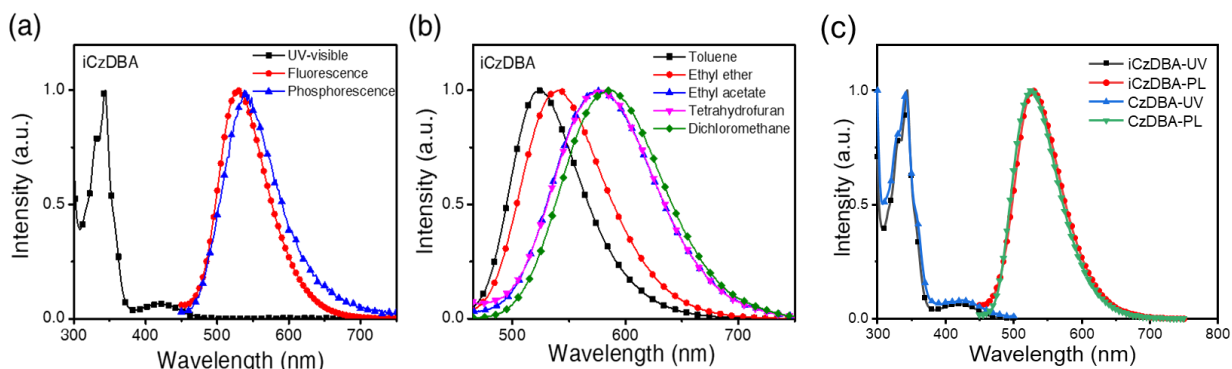 (a)
iCzDBA
UV-visible
Fluorescence
Phosphorescence
1.0
0.5
0.0
Intensity (a.u.)
300 400 500 600 700
Wavelength (nm)
(b)
iCzDBA
Toluene
Ethyl ether
Ethyl acetate
Tetrahydrofuran
Dichloromethane
1.0
0.5
0.0
Intensity (a.u.)
500 600 700
Wavelength (nm)
(c)
iCzDBA-UV
iCzDBA-PL
CzDBA-UV
CzDBA-PL
1.0
0.5
0.0
Intensity (a.u.)
300 400 500 600 700 800
Wavelength (nm)